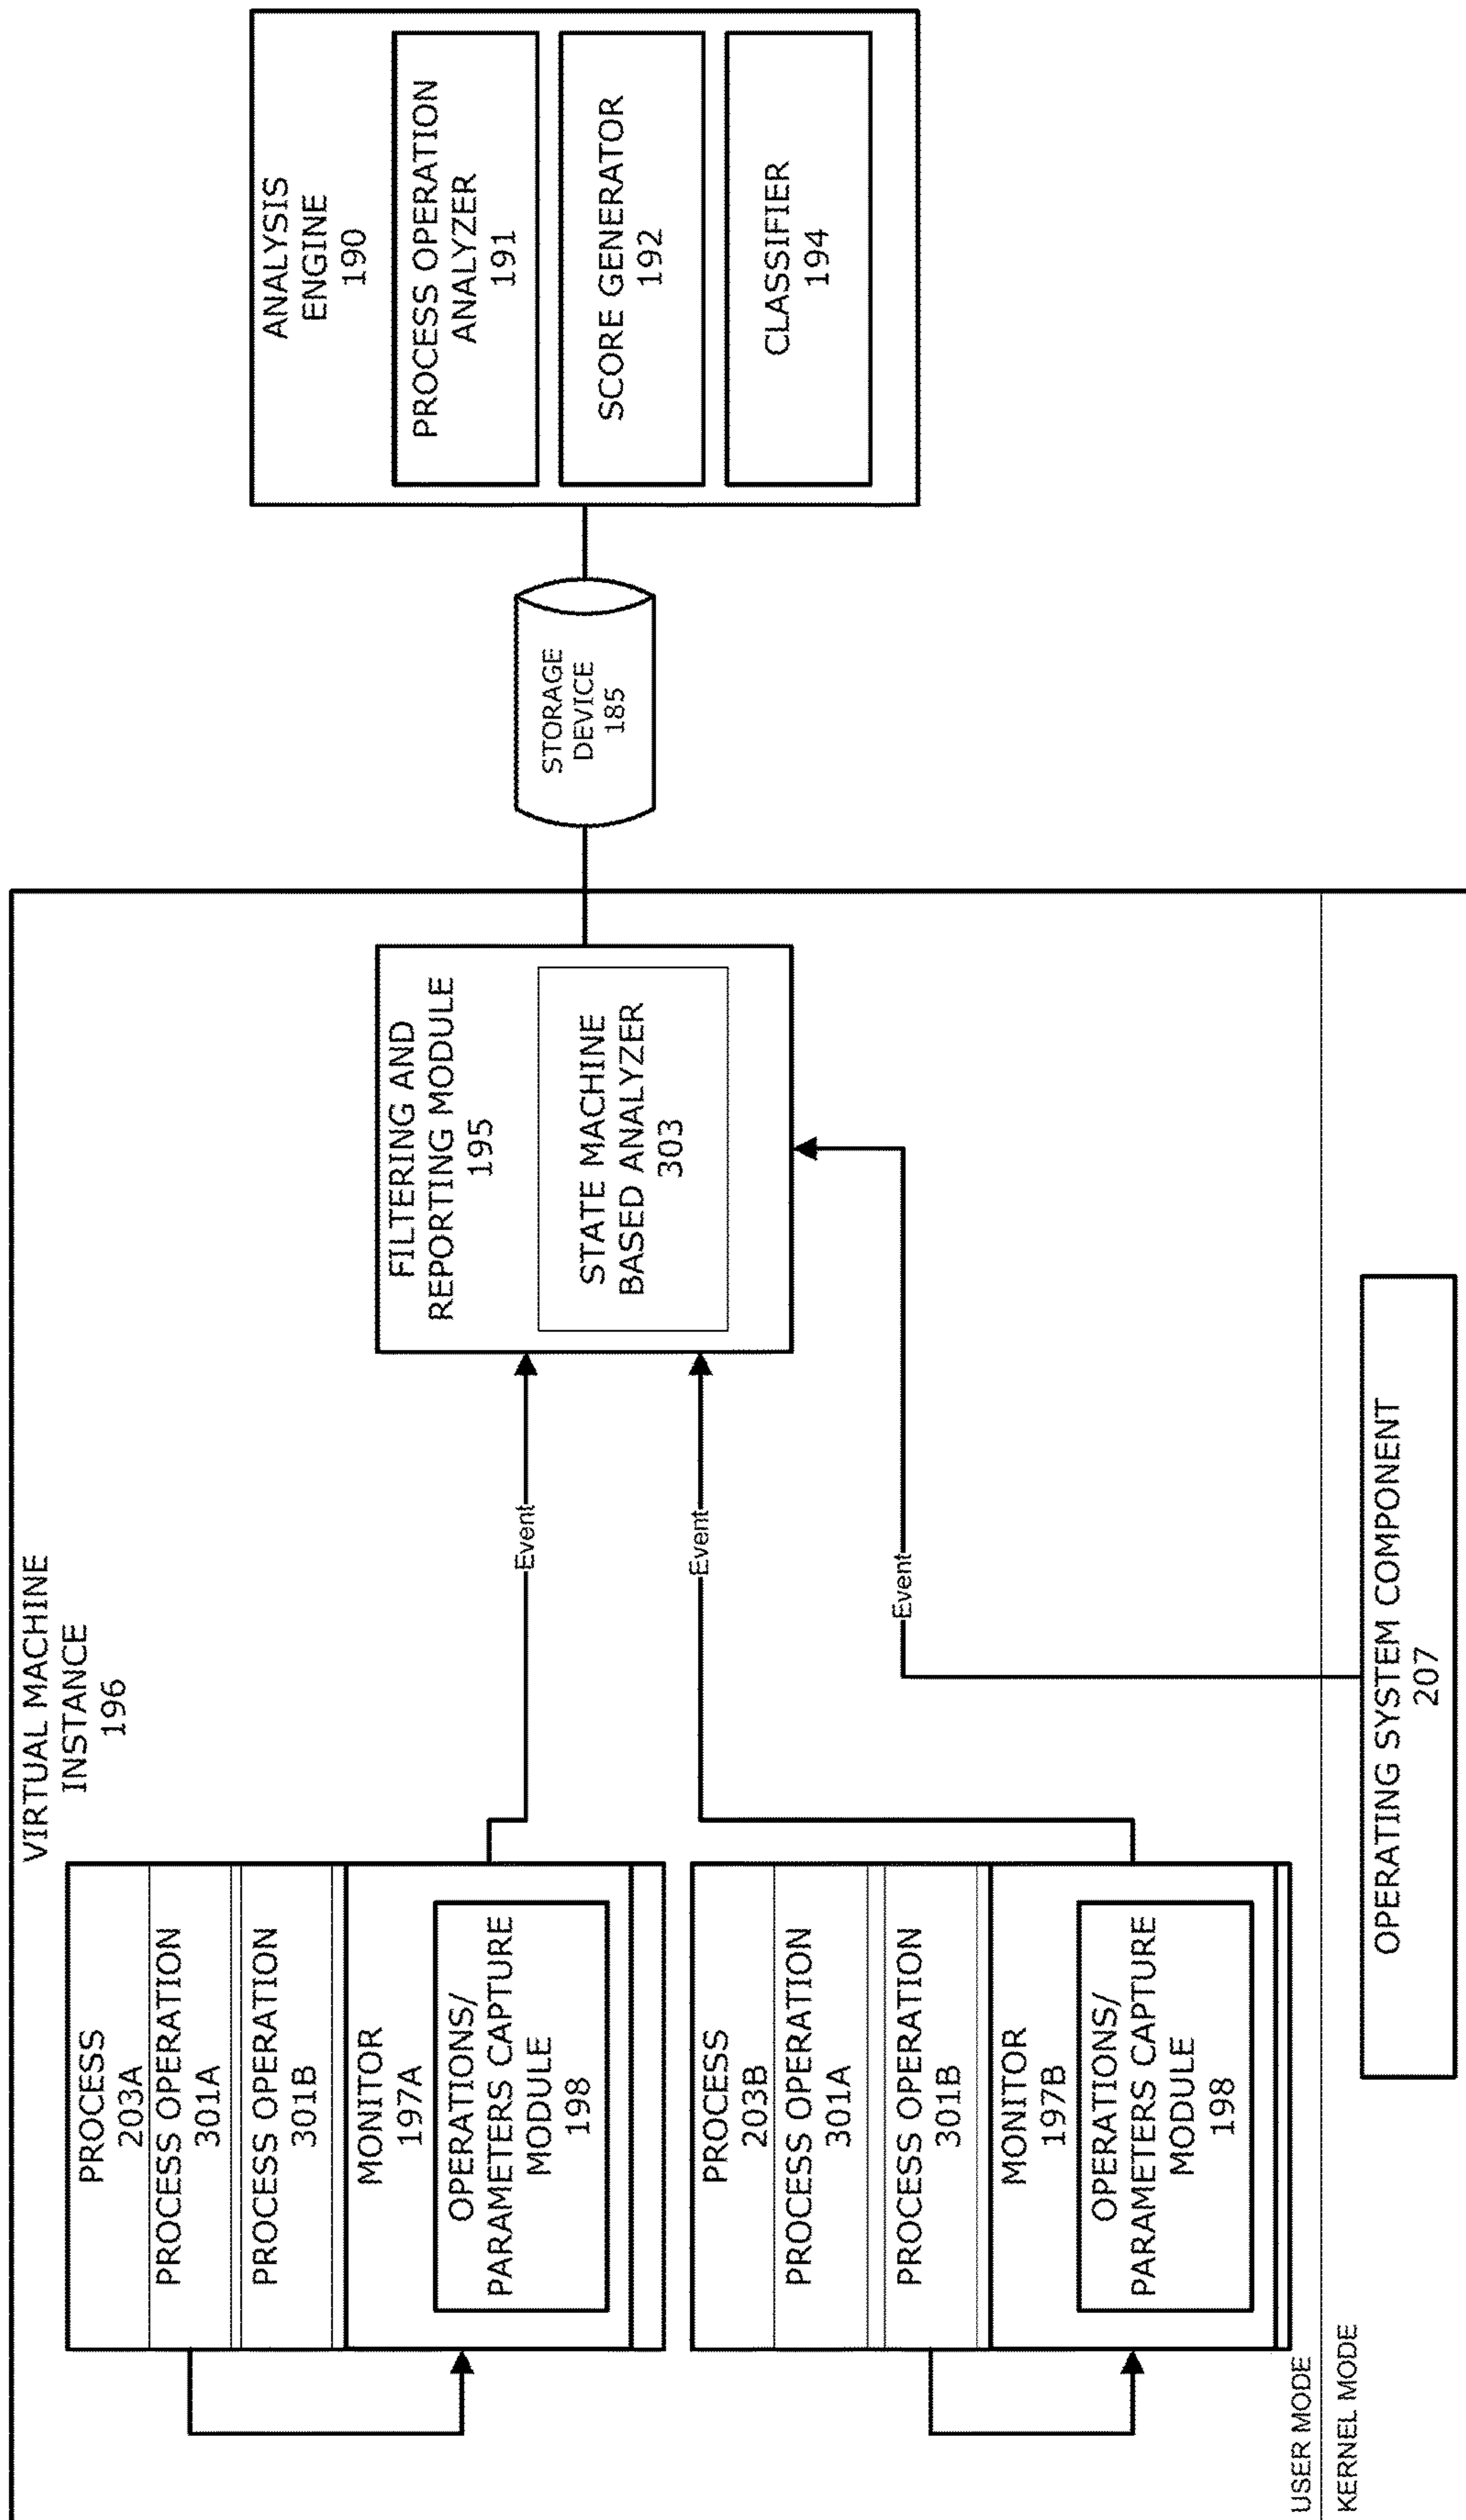 VIRTUAL MACHINE
INSTANCE
196
PROCESS
203A
PROCESS OPERATION
301A
PROCESS OPERATION
301B
MONITOR
197A
OPERATIONS/
PARAMETERS CAPTURE
MODULE
198
PROCESS
203B
PROCESS OPERATION
301A
PROCESS OPERATION
301B
MONITOR
197B
OPERATIONS/
PARAMETERS CAPTURE
MODULE
198
USER MODE
KERNEL MODE
Event
Event
Event
OPERATING SYSTEM COMPONENT
207
FILTERING AND
REPORTING MODULE
195
STATE MACHINE
BASED ANALYZER
303
STORAGE
DEVICE
185
ANALYSIS
ENGINE
190
PROCESS OPERATION
ANALYZER
191
SCORE GENERATOR
192
CLASSIFIER
194